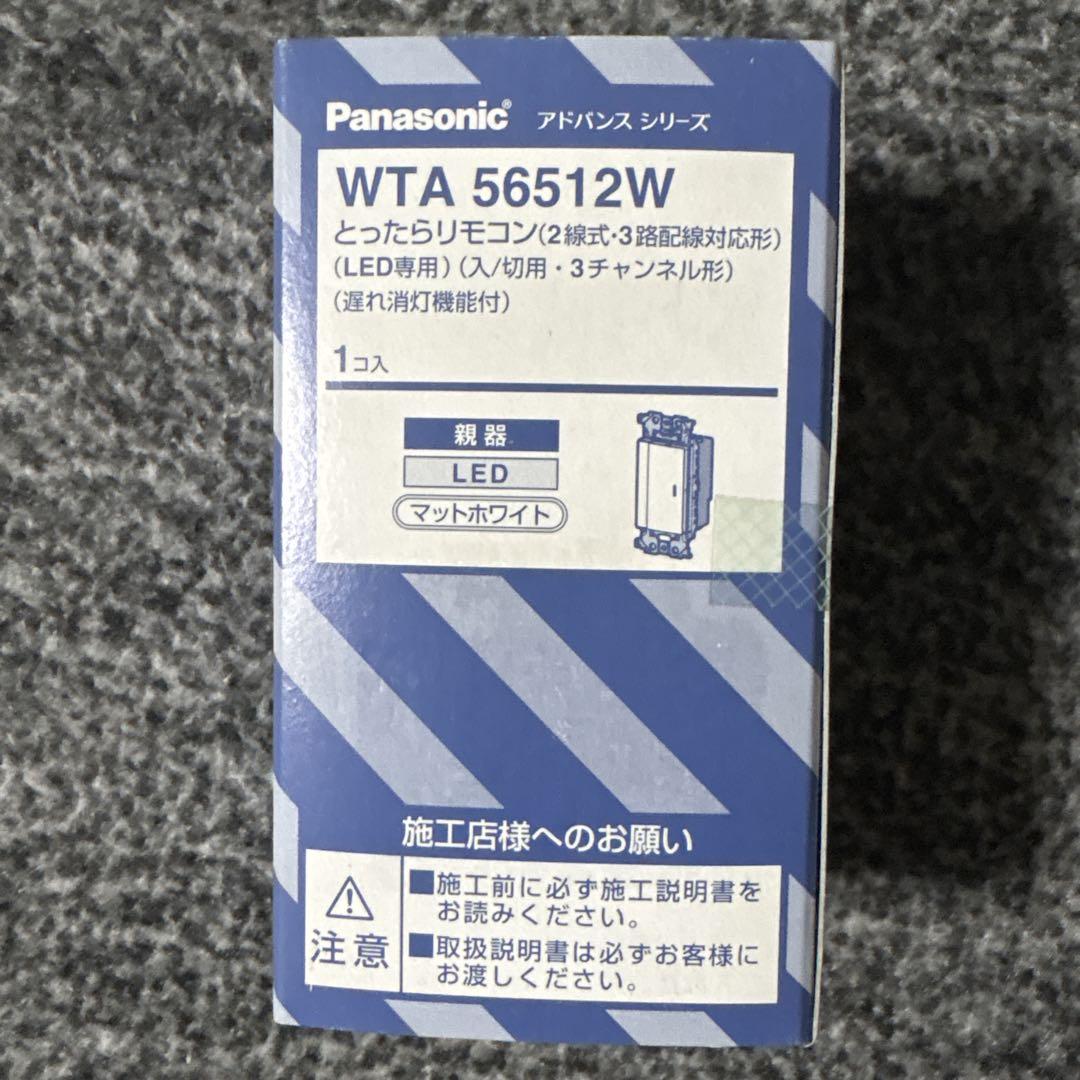 Panasonic® アドバンス シリーズ
WTA 56512W
とったらリモコン(2線式・3路配線対応形)
(LED専用)(入/切用・3チャンネル形)
(遅れ消灯機能付)
1コ入
親器
LED
マットホワイト
施工店様へのお願い
注意
■施工前に必ず施工説明書を
お読みください。
■取扱説明書は必ずお客様に
お渡しください。